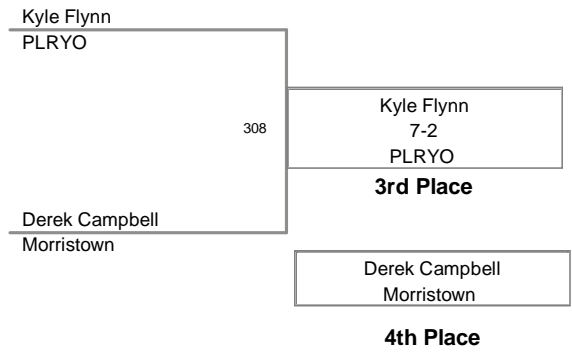 Kyle Flynn
PLRYO
308
Kyle Flynn
7-2
PLRYO
3rd Place
Derek Campbell
Morristown
Derek Campbell
Morristown
4th Place